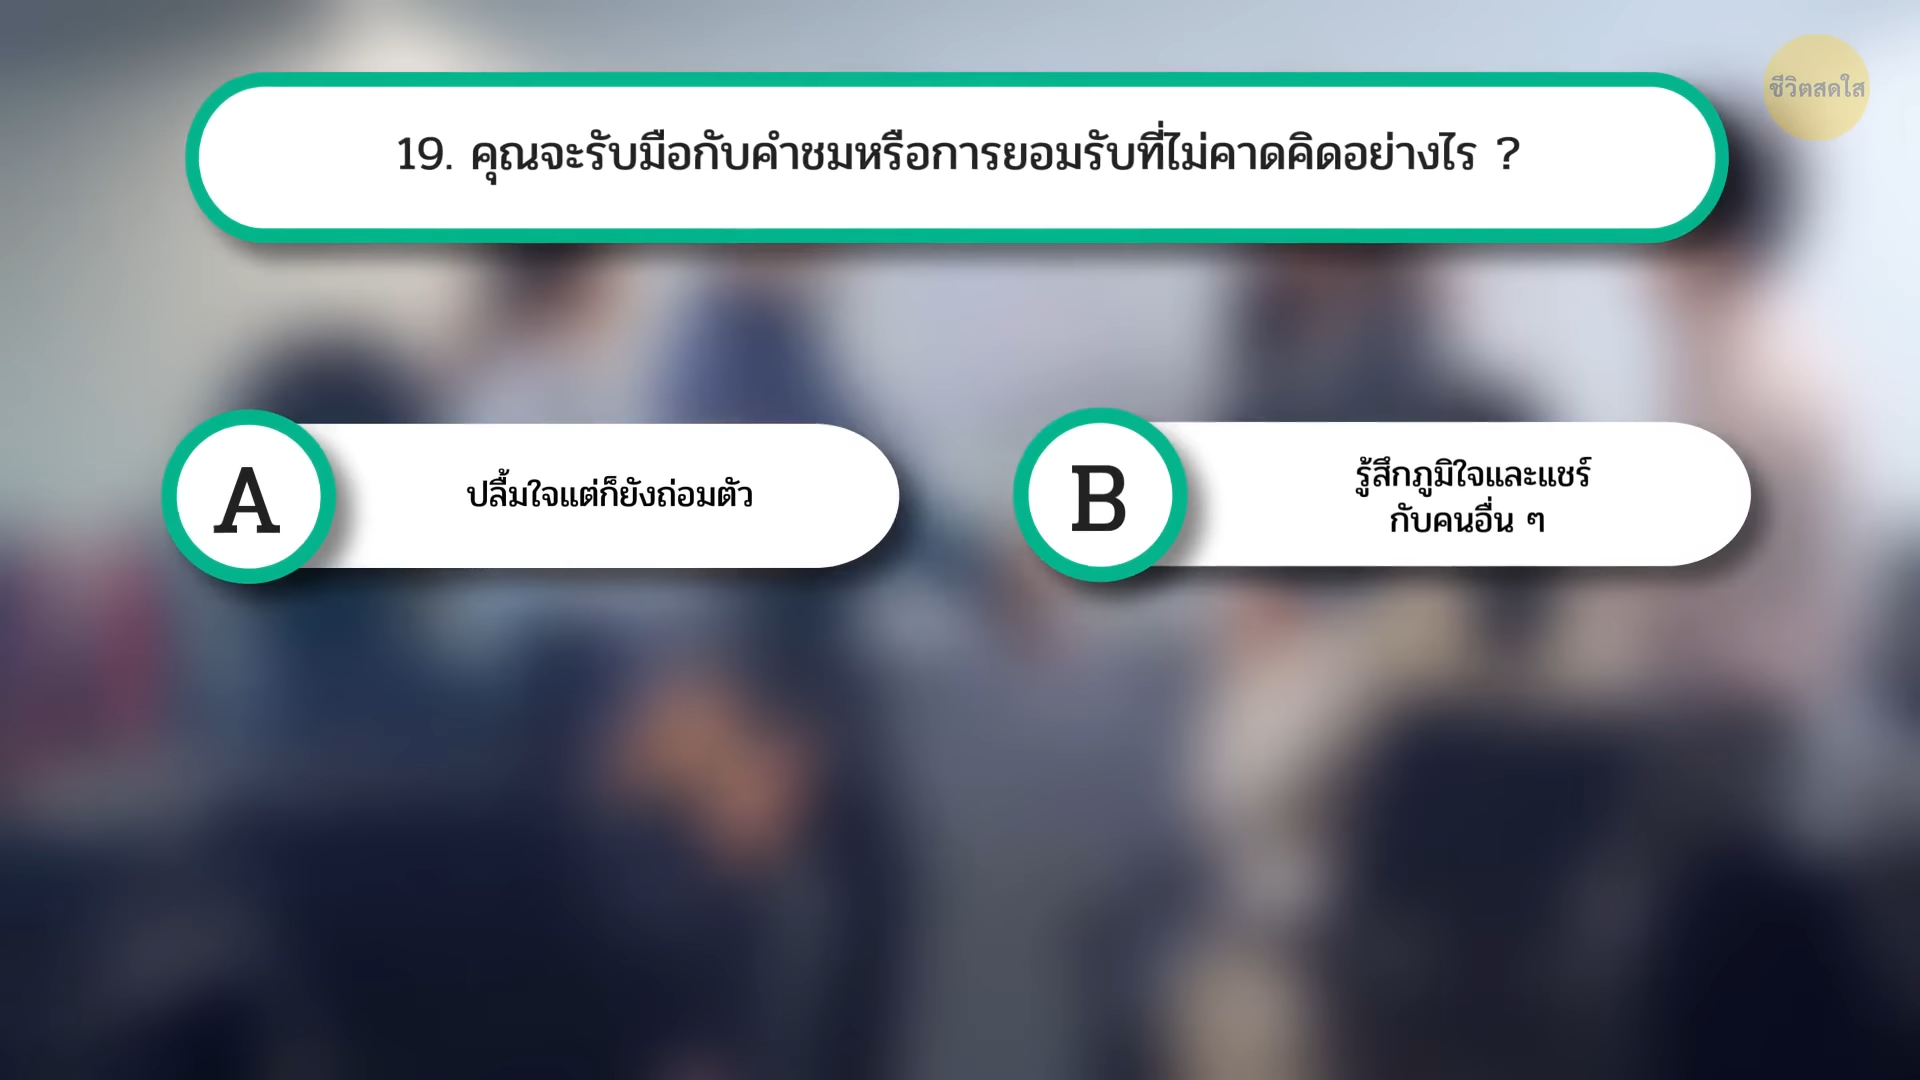 ชีวิตสดใส
19. คุณจะรับมือกับคำชมหรือการยอมรับที่ไม่คาดคิดอย่างไร ?
A
ปลื้มใจแต่ก็ยังถ่อมตัว
B
รู้สึกภูมิใจและแชร์
กับคนอื่น ๆ